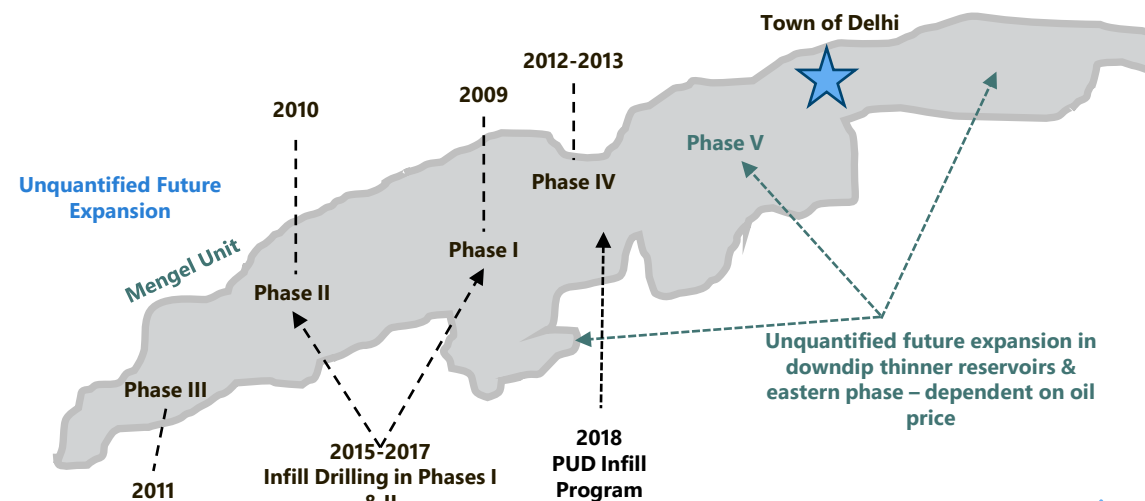 Town of Delhi
2012-2013
2009
2010
Phase V
Phase IV
Unquantified Future
Expansion
Mengel Unit
Phase I
Phase II
Unquantified future expansion in
downdip thinner reservoirs &
eastern phase – dependent on oil
price
Phase III
2011
2015-2017
Infill Drilling in Phases I
& II
2018
PUD Infill
Program